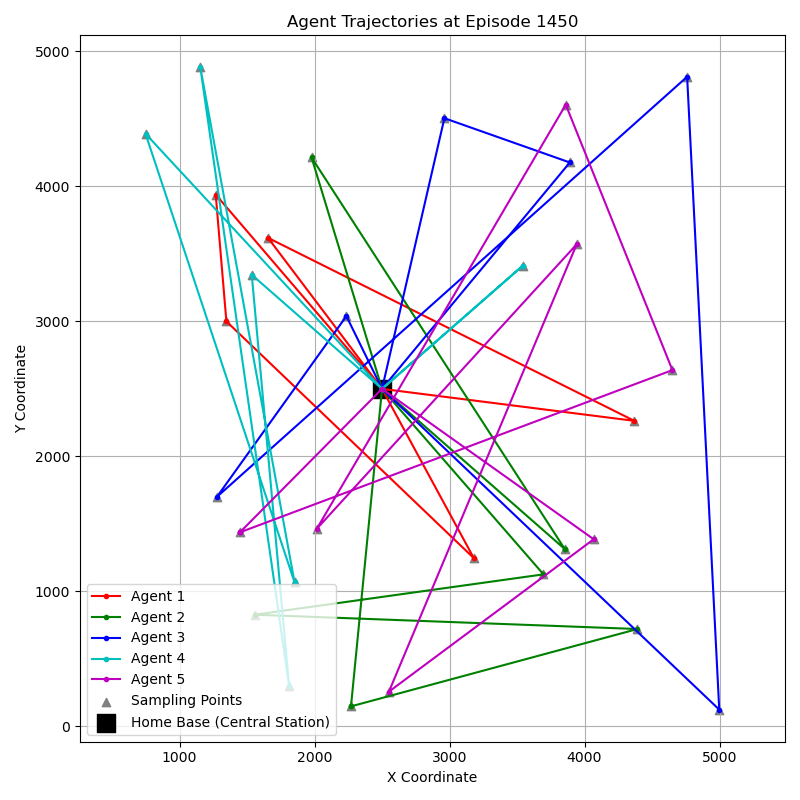 Agent Trajectories at Episode 1450
Y Coordinate
5000
4000
3000
2000
1000
0
Agent 1
Agent 2
Agent 3
Agent 4
Agent 5
Sampling Points
Home Base (Central Station)
1000 2000 3000 4000 5000
X Coordinate